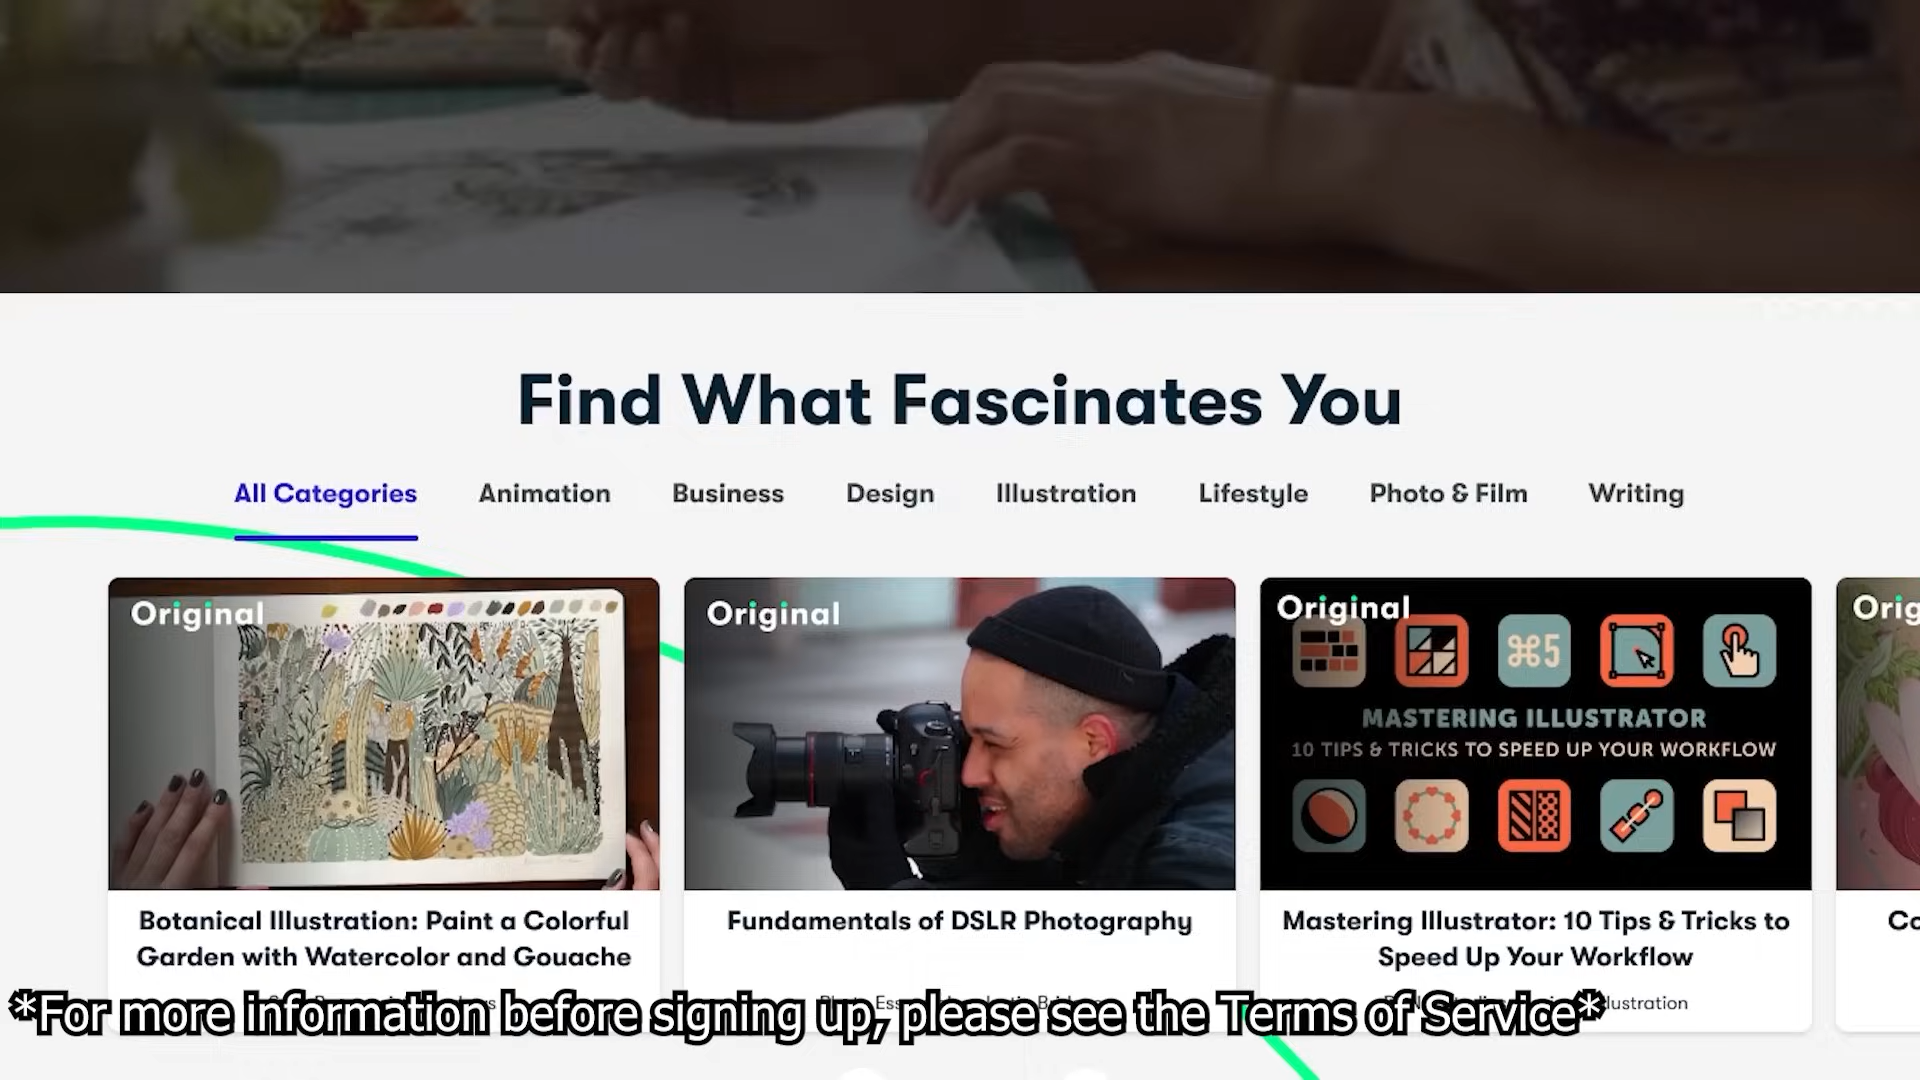 Find What Fascinates You
All Categories Animation Business Design Illustration Lifestyle Photo & Film Writing
Original Original Original Orig
⌘5
MASTERING ILLUSTRATOR
10 TIPS & TRICKS TO SPEED UP YOUR WORKFLOW
Botanical Illustration: Paint a Colorful
Garden with Watercolor and Gouache
Fundamentals of DSLR Photography
Mastering Illustrator: 10 Tips & Tricks to
Speed Up Your Workflow
Co
*For more information before signing up, please see the Terms of Service*